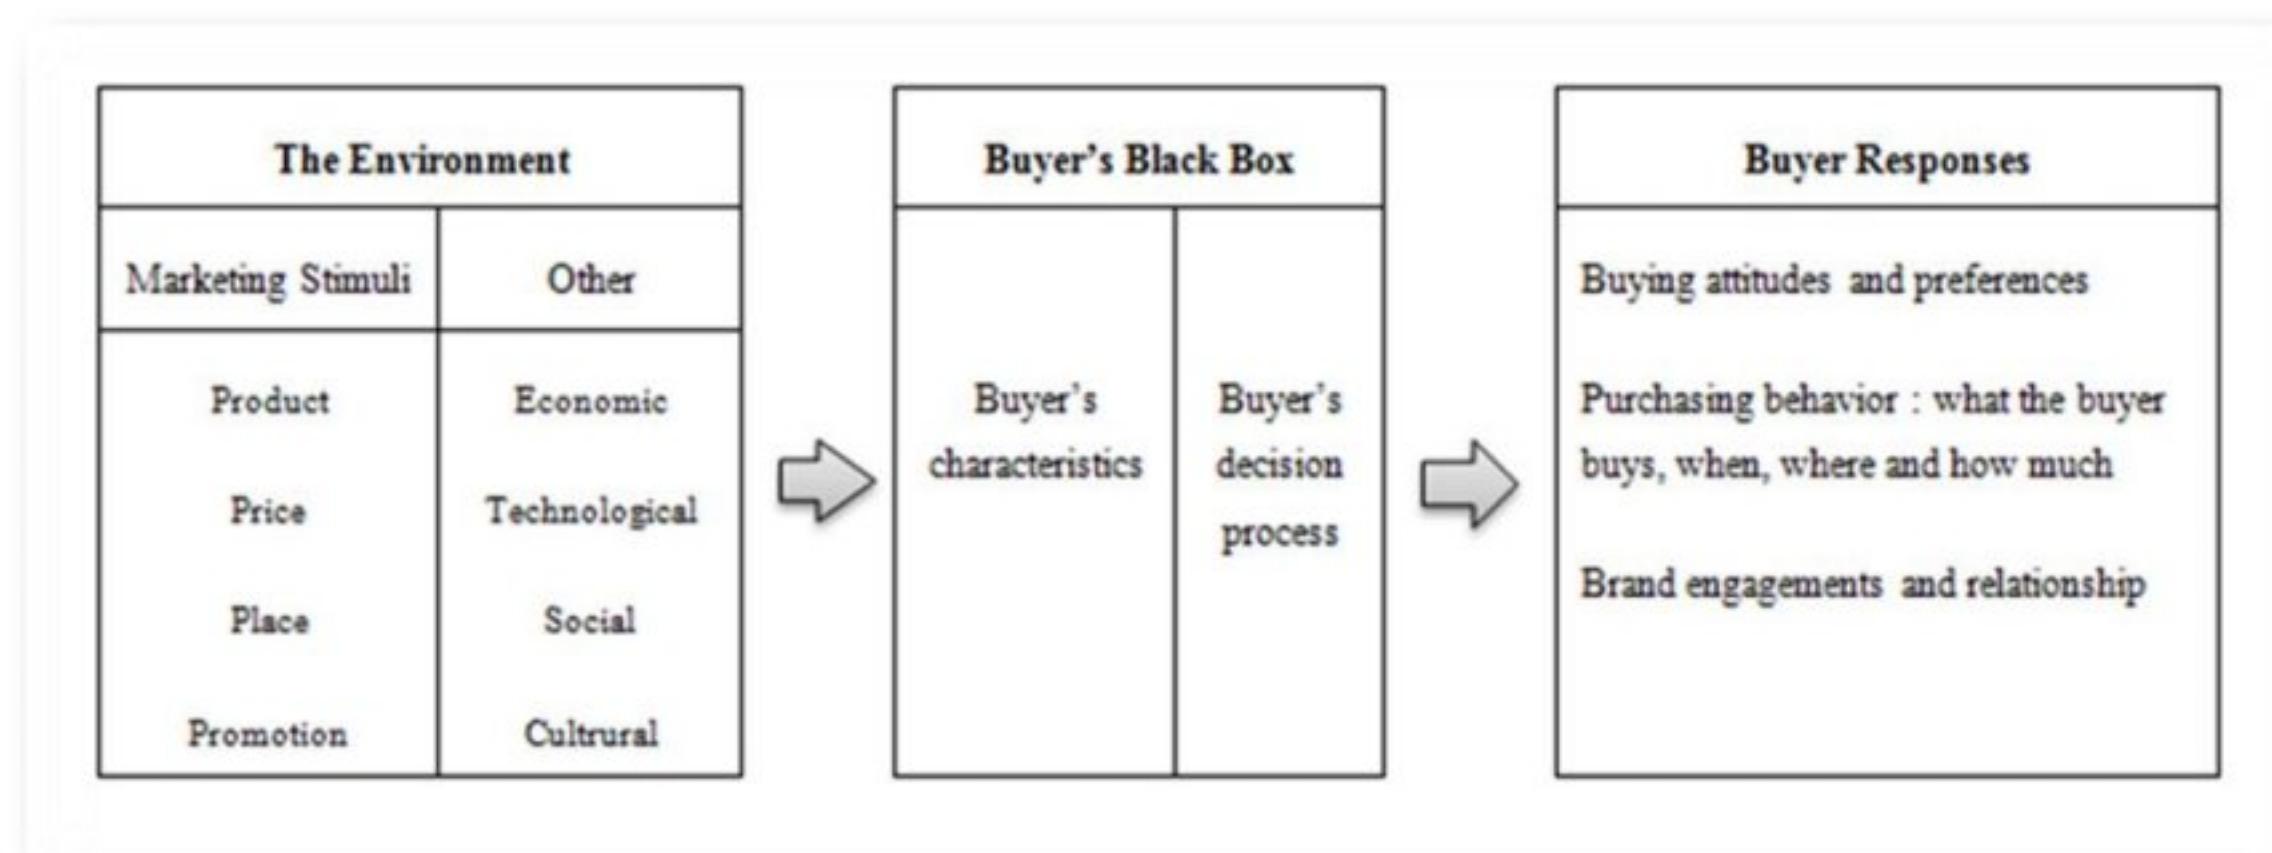 The Environment
Marketing Stimuli
Other
Product
Economic
Price
Technological
Place
Social
Promotion
Cultrural
Buyer's Black Box
Buyer's
characteristics
Buyer's
decision
process
Buyer Responses
Buying attitudes and preferences
Purchasing behavior : what the buyer
buys, when, where and how much
Brand engagements and relationship